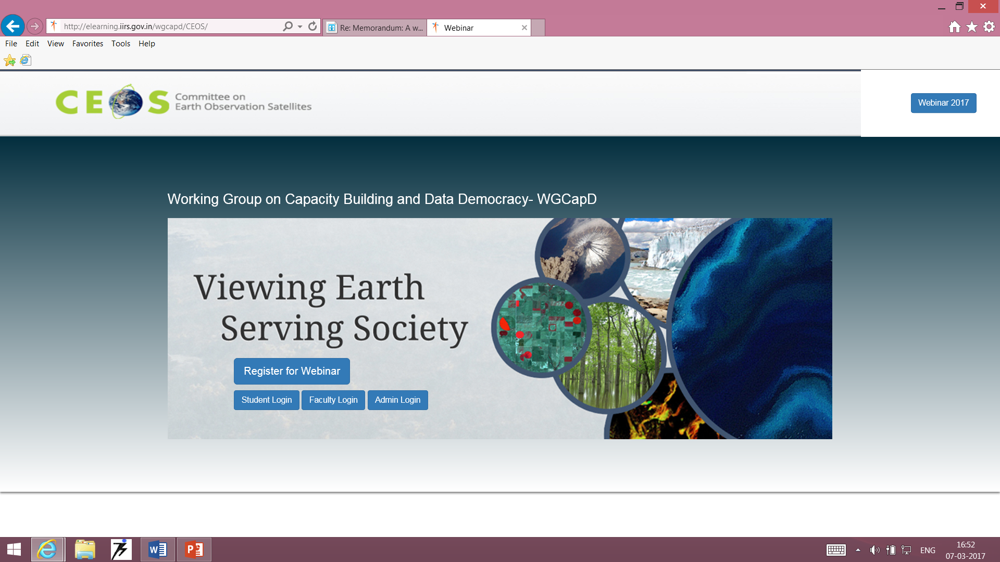 http://elearning.iirs.gov.in/wgcapd/CEOS/
Re: Memorandum: A w...
Webinar
File Edit View Favorites Tools Help
CEOS Committee on
Earth Observation Satellites
Webinar 2017
Working Group on Capacity Building and Data Democracy- WGCapD
Viewing Earth
Serving Society
Register for Webinar
Student Login Faculty Login Admin Login
ENG
16:52
07-03-2017